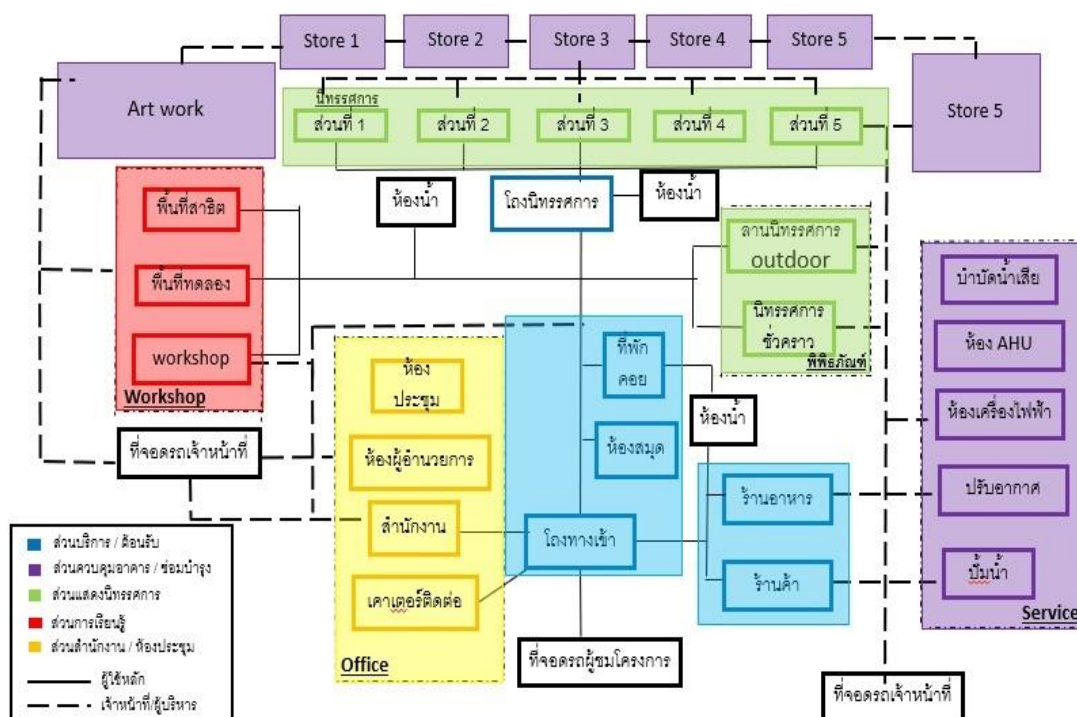 Store 1
Store 2
Store 3
Store 4
Store 5
Art work
Store 5
นิทรรศการ
ส่วนที่ 1
ส่วนที่ 2
ส่วนที่ 3
ส่วนที่ 4
ส่วนที่ 5
ห้องน้ำ
โถงนิทรรศการ
ห้องน้ำ
พื้นที่สาธิต
พื้นที่ทดลอง
workshop
Workshop
ลานนิทรรศการ
outdoor
นิทรรศการ
ชั่วคราว
พิพิธภัณฑ์
บำบัดน้ำเสีย
ห้อง AHU
ห้องเครื่องไฟฟ้า
ปรับอากาศ
ปั๊มน้ำ
Service
ห้อง
ประชุม
ห้องผู้อำนวยการ
สำนักงาน
เคาเตอร์ติดต่อ
Office
ที่พัก
คอย
ห้องสมุด
โถงทางเข้า
ห้องน้ำ
ร้านอาหาร
ร้านค้า
ที่จอดรถเจ้าหน้าที่
ที่จอดรถผู้ชมโครงการ
ที่จอดรถเจ้าหน้าที่
ส่วนบริการ / ต้อนรับ
ส่วนควบคุมอาคาร / ซ่อมบำรุง
ส่วนแสดงนิทรรศการ
ส่วนการเรียนรู้
ส่วนสำนักงาน / ห้องประชุม
ผู้ใช้หลัก
เจ้าหน้าที่/ผู้บริหาร